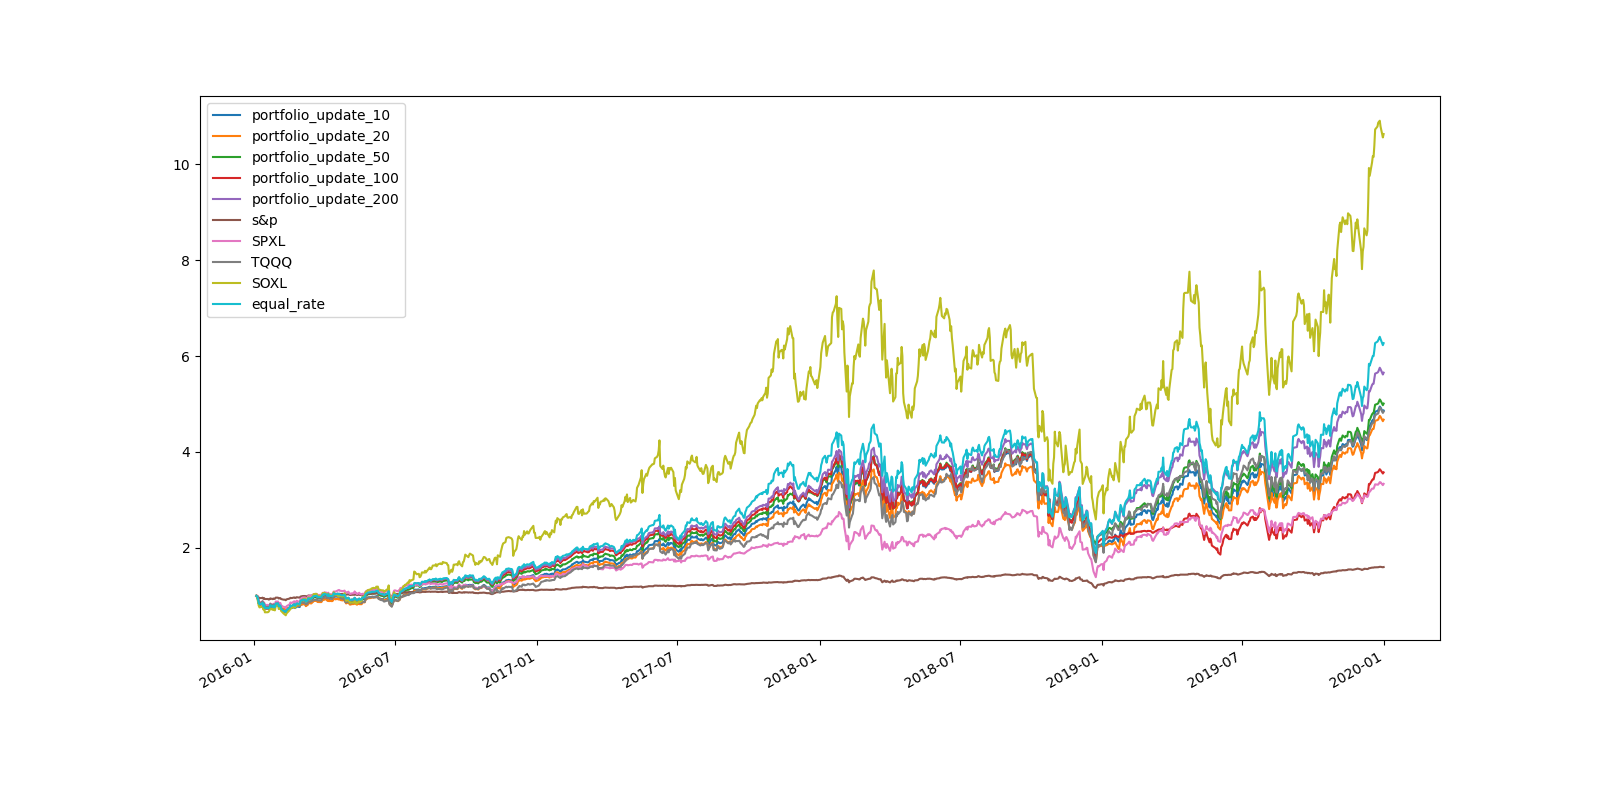 portfolio_update_10
portfolio_update_20
portfolio_update_50
portfolio_update_100
portfolio_update_200
s&p
SPXL
TQQQ
SOXL
equal_rate
10
8
6
4
2
2016-01
2016-07
2017-01
2017-07
2018-01
2018-07
2019-01
2019-07
2020-01